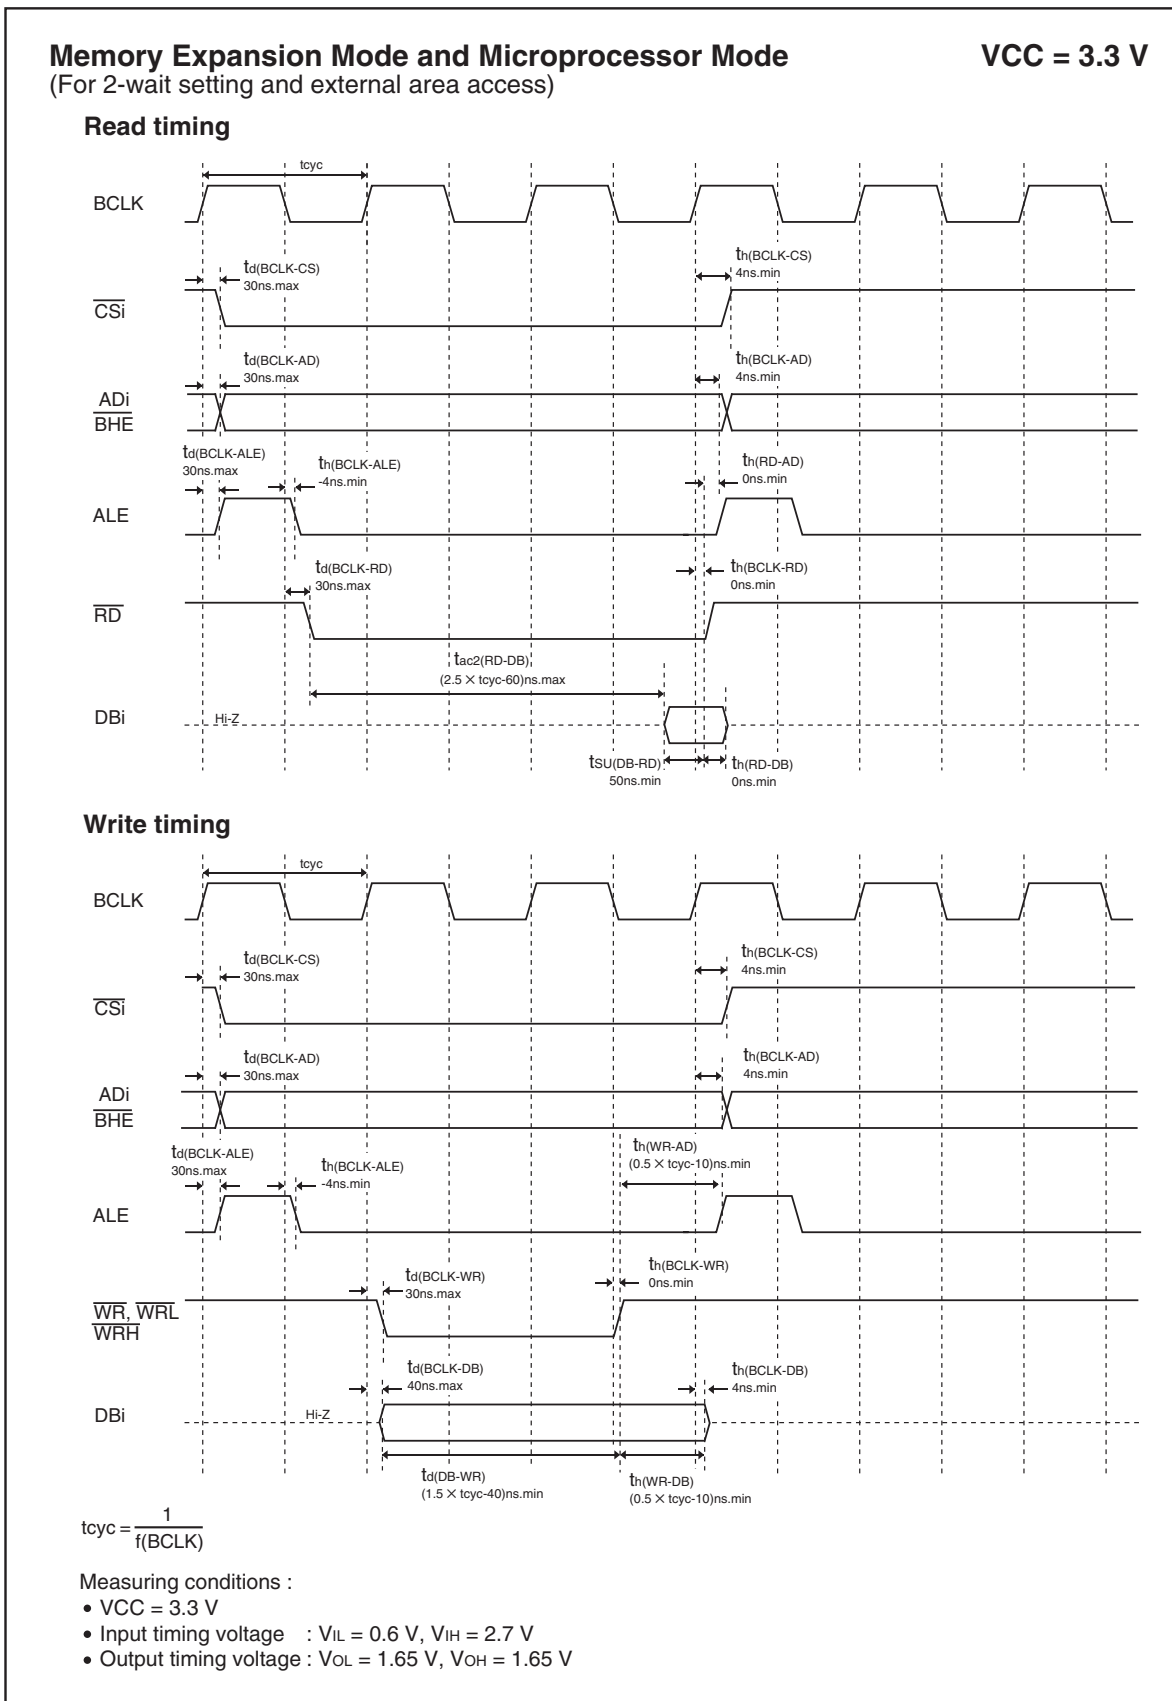 Memory Expansion Mode and Microprocessor Mode VCC = 3.3 V
(For 2-wait setting and external area access)
Read timing
tcyc
BCLK
td(BCLK-CS)
30ns.max
th(BCLK-CS)
4ns.min
CSi
td(BCLK-AD)
30ns.max
th(BCLK-AD)
4ns.min
ADi
BHE
td(BCLK-ALE)
30ns.max
th(BCLK-ALE)
-4ns.min
th(RD-AD)
0ns.min
ALE
td(BCLK-RD)
30ns.max
th(BCLK-RD)
0ns.min
RD
tac2(RD-DB)
(2.5 × tcyc-60)ns.max
DBi
Hi-Z
tSU(DB-RD)
50ns.min
th(RD-DB)
0ns.min
Write timing
tcyc
BCLK
td(BCLK-CS)
30ns.max
th(BCLK-CS)
4ns.min
CSi
td(BCLK-AD)
30ns.max
th(BCLK-AD)
4ns.min
ADi
BHE
td(BCLK-ALE)
30ns.max
th(BCLK-ALE)
-4ns.min
th(WR-AD)
(0.5 × tcyc-10)ns.min
ALE
td(BCLK-WR)
30ns.max
th(BCLK-WR)
0ns.min
WR, WRL
WRH
td(BCLK-DB)
40ns.max
th(BCLK-DB)
4ns.min
DBi
Hi-Z
td(DB-WR)
(1.5 × tcyc-40)ns.min
th(WR-DB)
(0.5 × tcyc-10)ns.min
tcyc = 1
f(BCLK)
Measuring conditions :
• VCC = 3.3 V
• Input timing voltage : VIL = 0.6 V, VIH = 2.7 V
• Output timing voltage : VOL = 1.65 V, VOH = 1.65 V